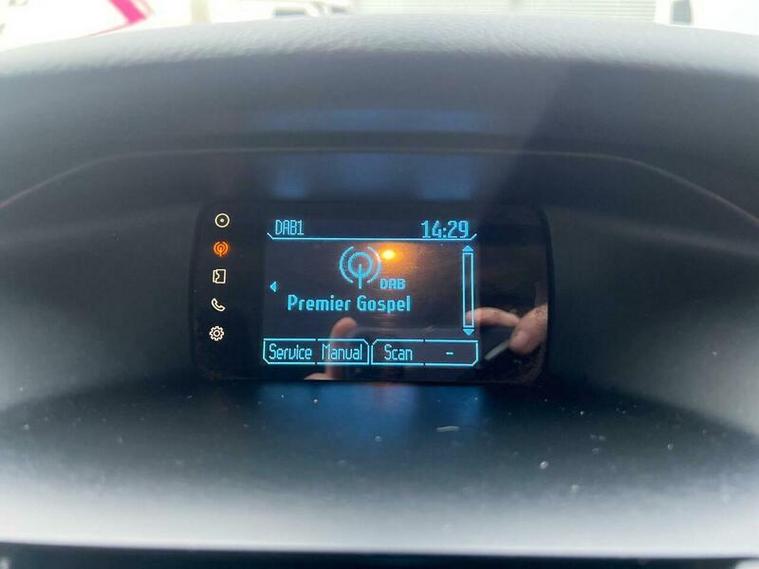 DAB1 14:29
DAB
Premier Gospel
Service Manual Scan -